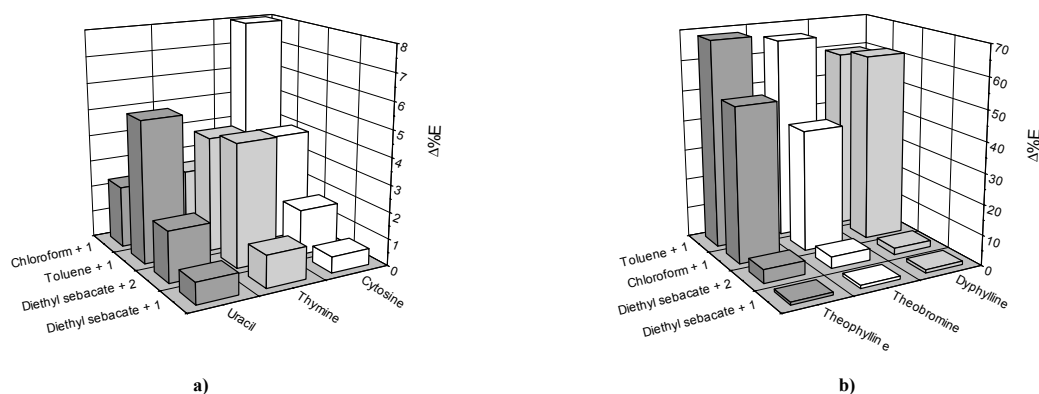 8
7
6
5
4
3
2
1
0
Δ%E
Chloroform + 1
Toluene + 1
Diethyl sebacate + 2
Diethyl sebacate + 1
Uracil
Thymine
Cytosine
a)
70
60
50
40
30
20
10
0
Δ%E
Toluene + 1
Chloroform + 1
Diethyl sebacate + 2
Diethyl sebacate + 1
Theophylline
Theobromine
Dyphylline
b)